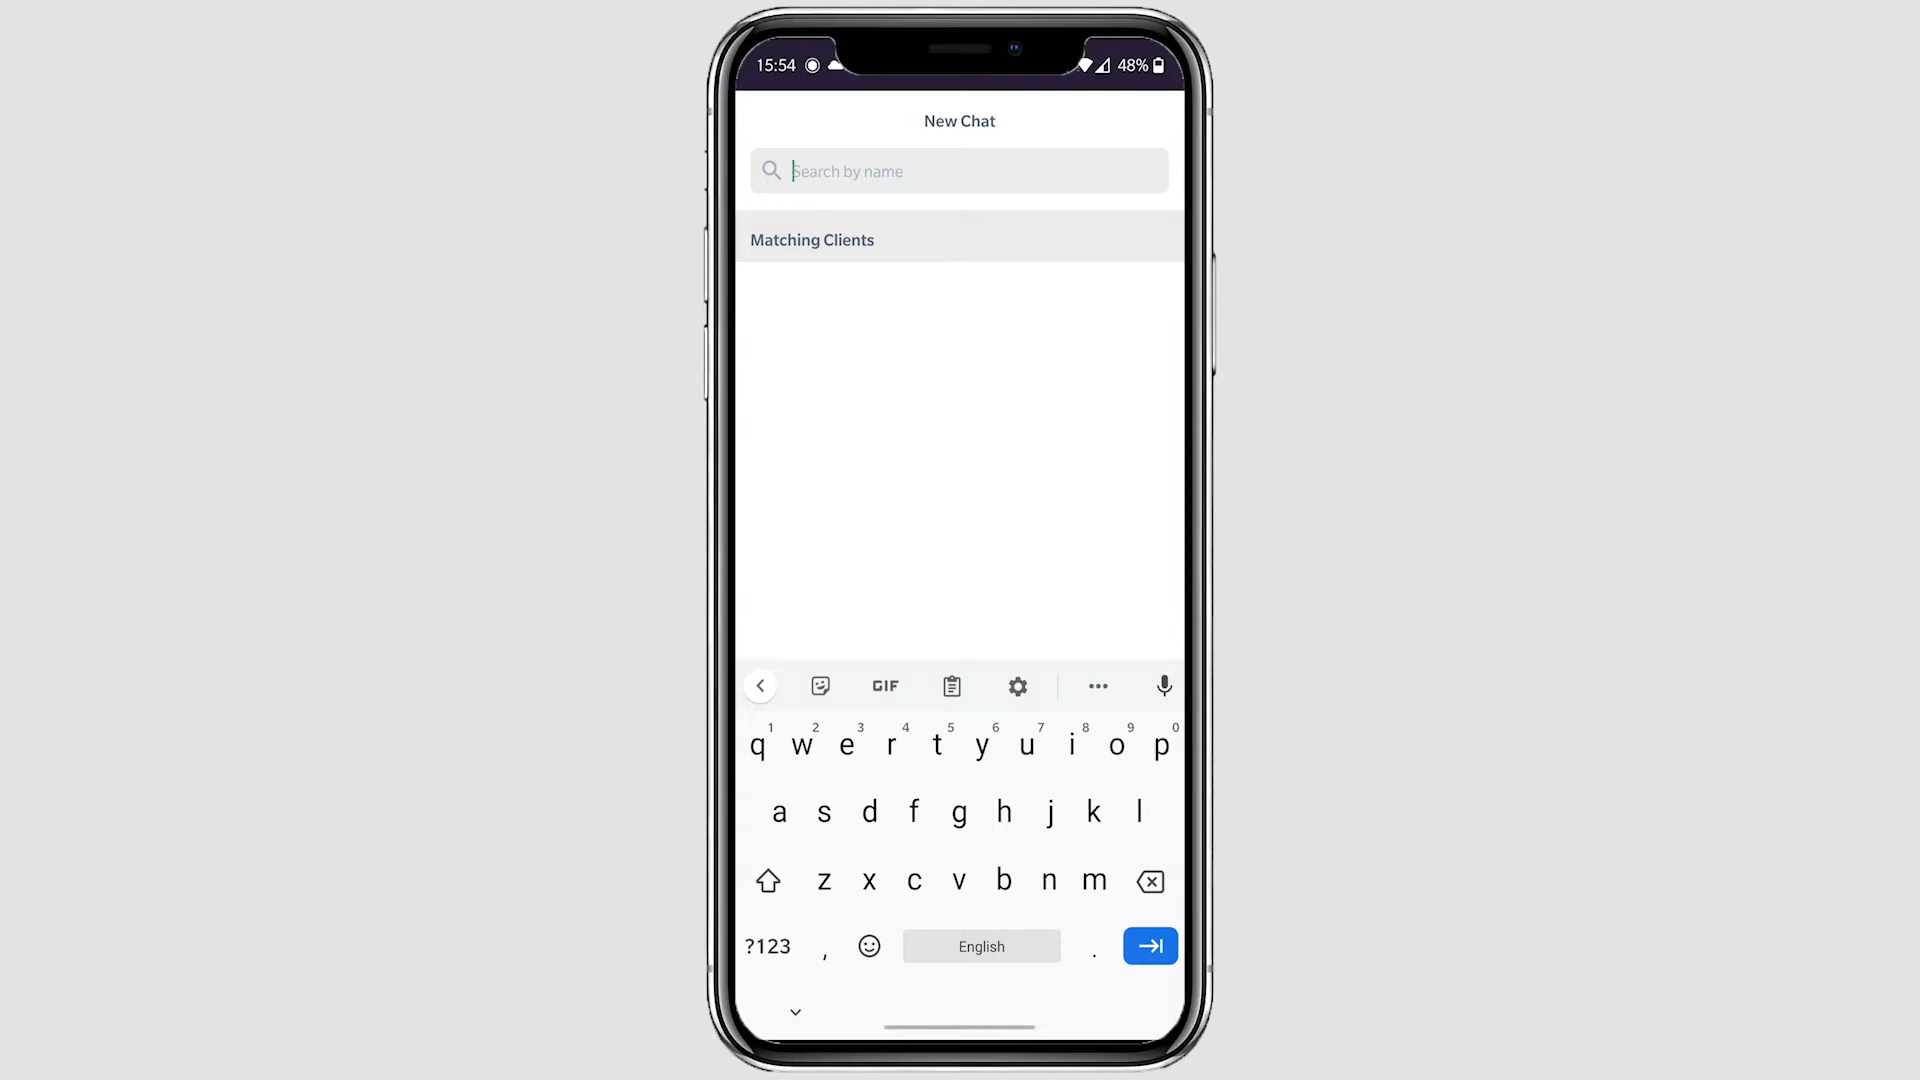 15:54 48%
New Chat
Search by name
Matching Clients
GIF
1 2 3 4 5 6 7 8 9 0
q w e r t y u i o p
a s d f g h j k l
z x c v b n m
?123 , English .